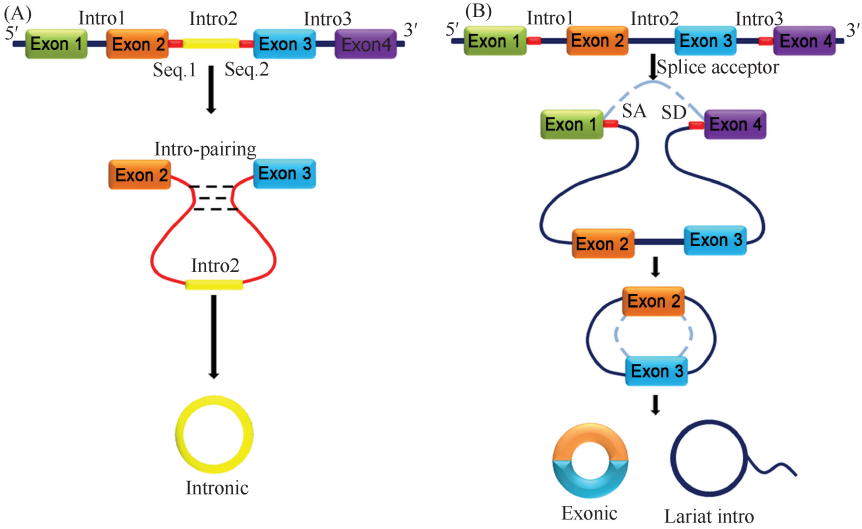 (A)
Intro1 Intro2 Intro3
5′ Exon 1 Exon 2 Exon 3 Exon4 3′
Seq.1 Seq.2
Intro-pairing
Exon 2 Exon 3
Intro2
Intronic
(B)
Intro1 Intro2 Intro3
5′ Exon 1 Exon 2 Exon 3 Exon 4 3′
Splice acceptor
SA SD
Exon 1 Exon 4
Exon 2 Exon 3
Exon 2
Exon 3
Exonic Lariat intro